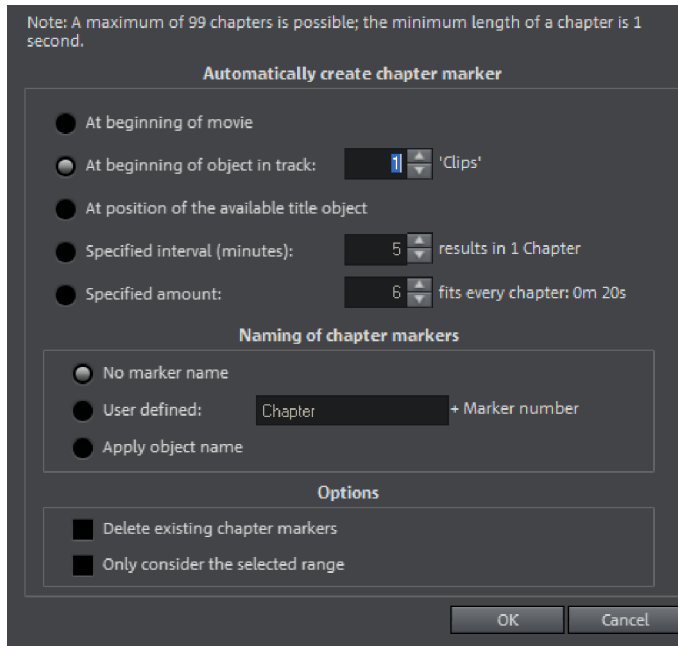 Note: A maximum of 99 chapters is possible; the minimum length of a chapter is 1
second.
Automatically create chapter marker
At beginning of movie
At beginning of object in track: 1 'Clips'
At position of the available title object
Specified interval (minutes): 5 results in 1 Chapter
Specified amount: 6 fits every chapter: 0m 20s
Naming of chapter markers
No marker name
User defined: Chapter + Marker number
Apply object name
Options
Delete existing chapter markers
Only consider the selected range
OK Cancel